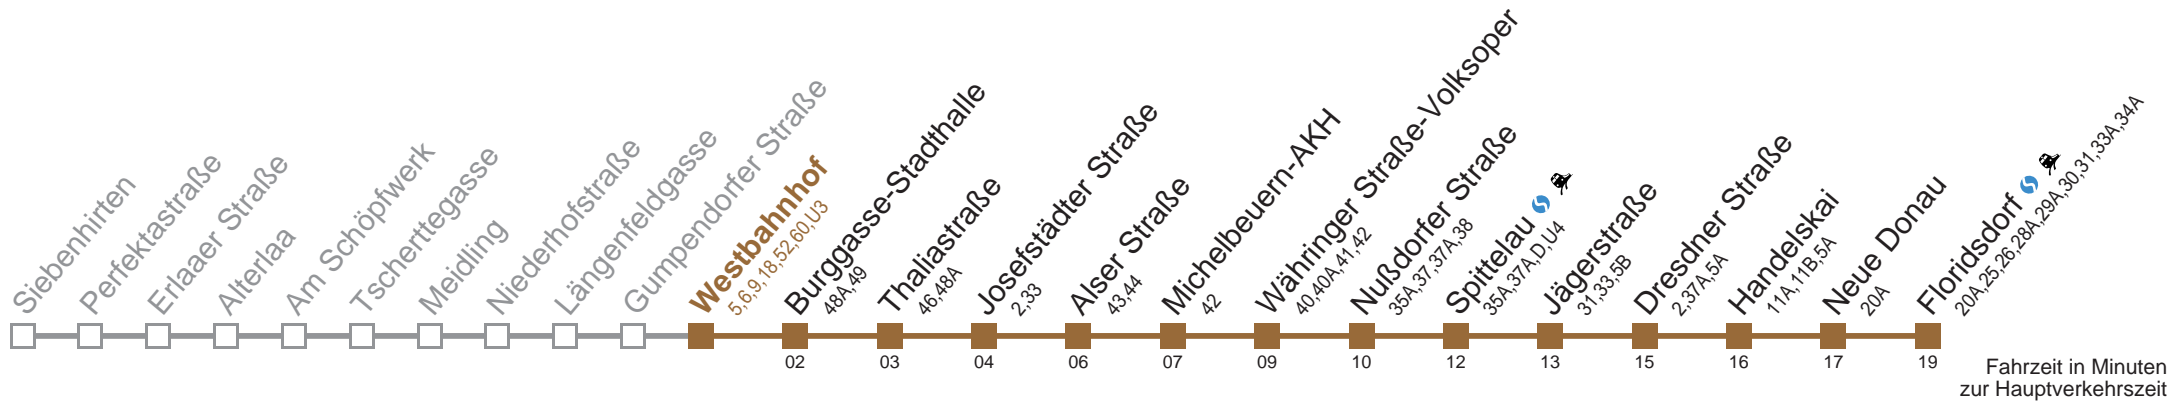 Siebenhirten
Perfektastraße
Erlaaer Straße
Alterlaa
Am Schöpfwerk
Tscherttegasse
Meidling
Niederhofstraße
Längenfeldgasse
Gumpendorfer Straße
Westbahnhof
5,6,9,18,52,60,U3
Burggasse-Stadthalle
48A,49
02
Thaliastraße
46,48A
03
Josefstädter Straße
2,33
04
Alser Straße
43,44
06
Michelbeuern-AKH
42
07
Währinger Straße-Volksoper
40,40A,41,42
09
Nußdorfer Straße
35A,37,37A,38
10
Spittelau
35A,37A,D,U4
12
Jägerstraße
31,33,5B
13
Dresdner Straße
2,37A,5A
15
Handelskai
11A,11B,5A
16
Neue Donau
20A
17
Floridsdorf
20A,25,26,28A,29A,30,31,33A,34A
19
Fahrzeit in Minuten
zur Hauptverkehrszeit